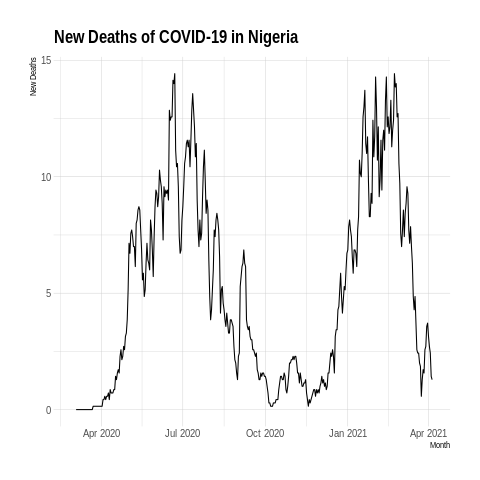 New Deaths of COVID-19 in Nigeria
New Deaths
15
10
5
0
Apr 2020 Jul 2020 Oct 2020 Jan 2021 Apr 2021
Month